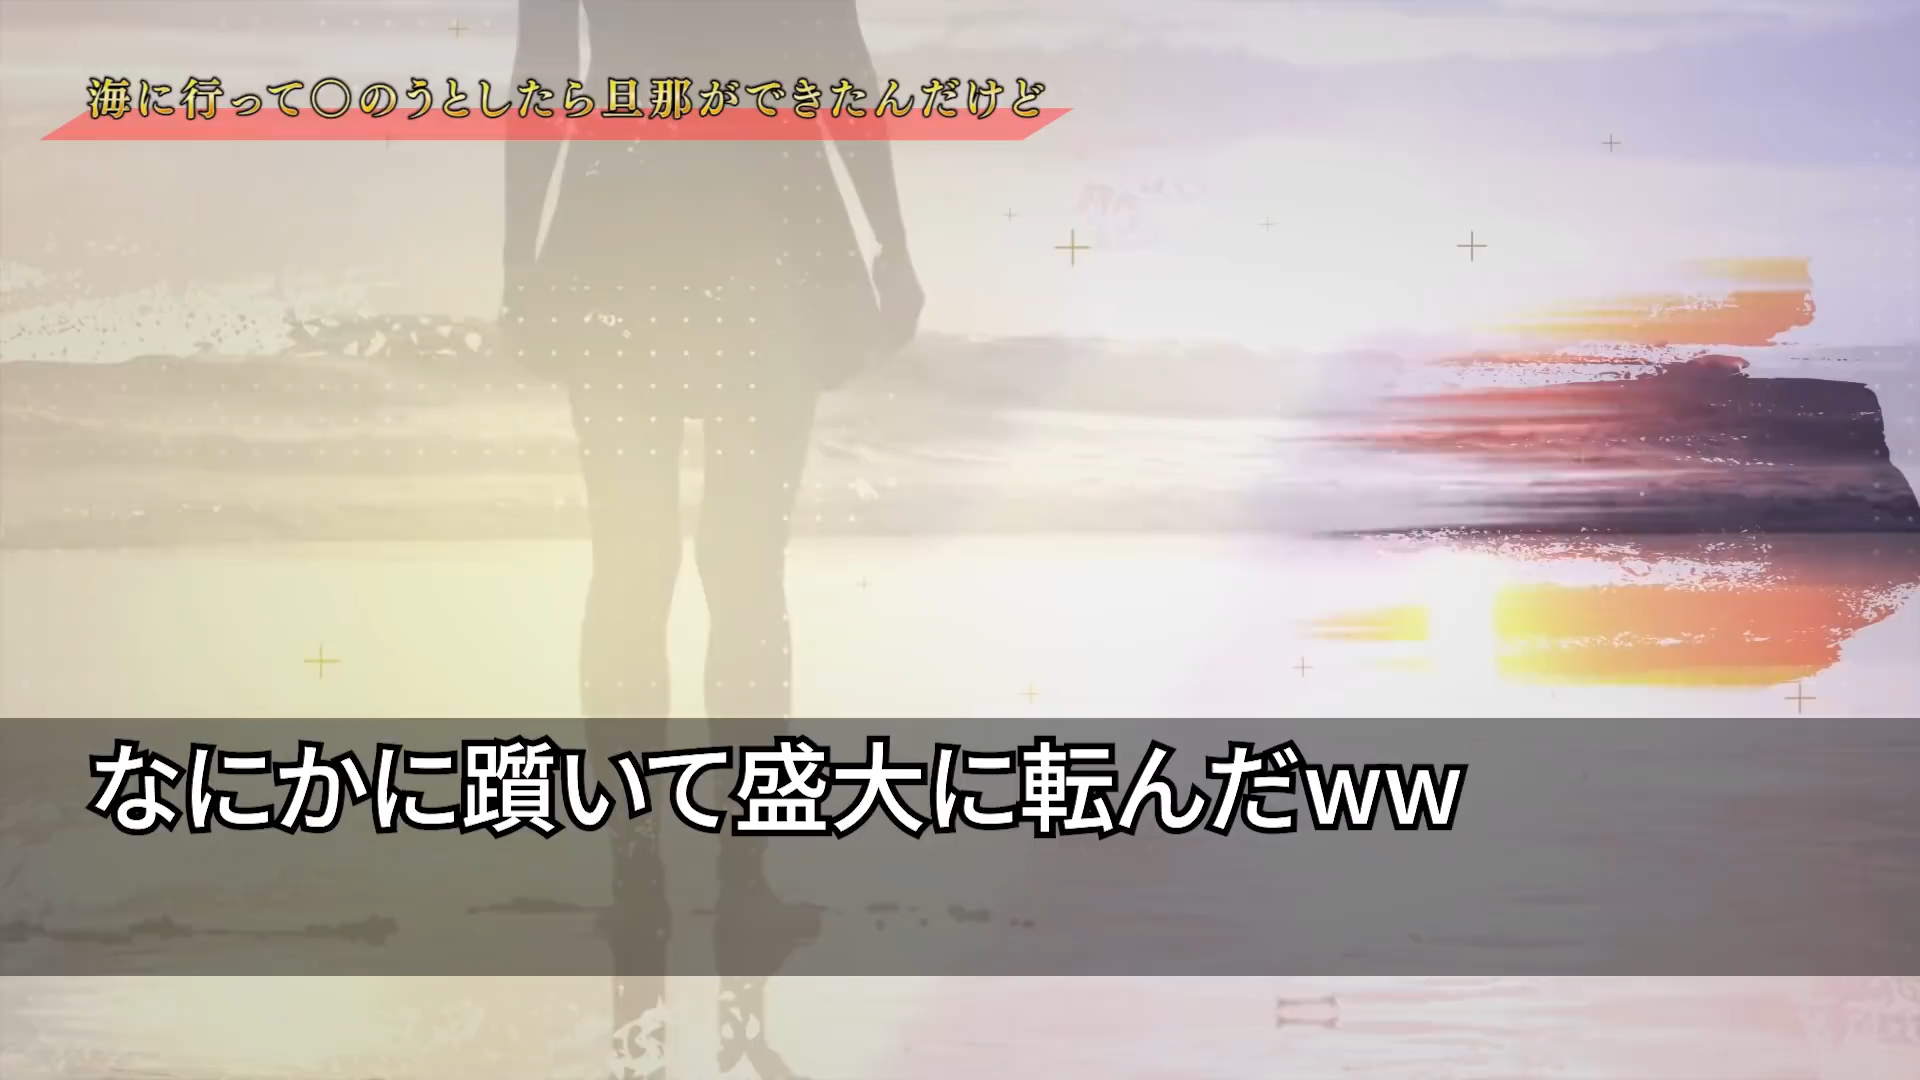 海に行って〇のうとしたら旦那ができたんだけど
なにかに躓いて盛大に転んだww